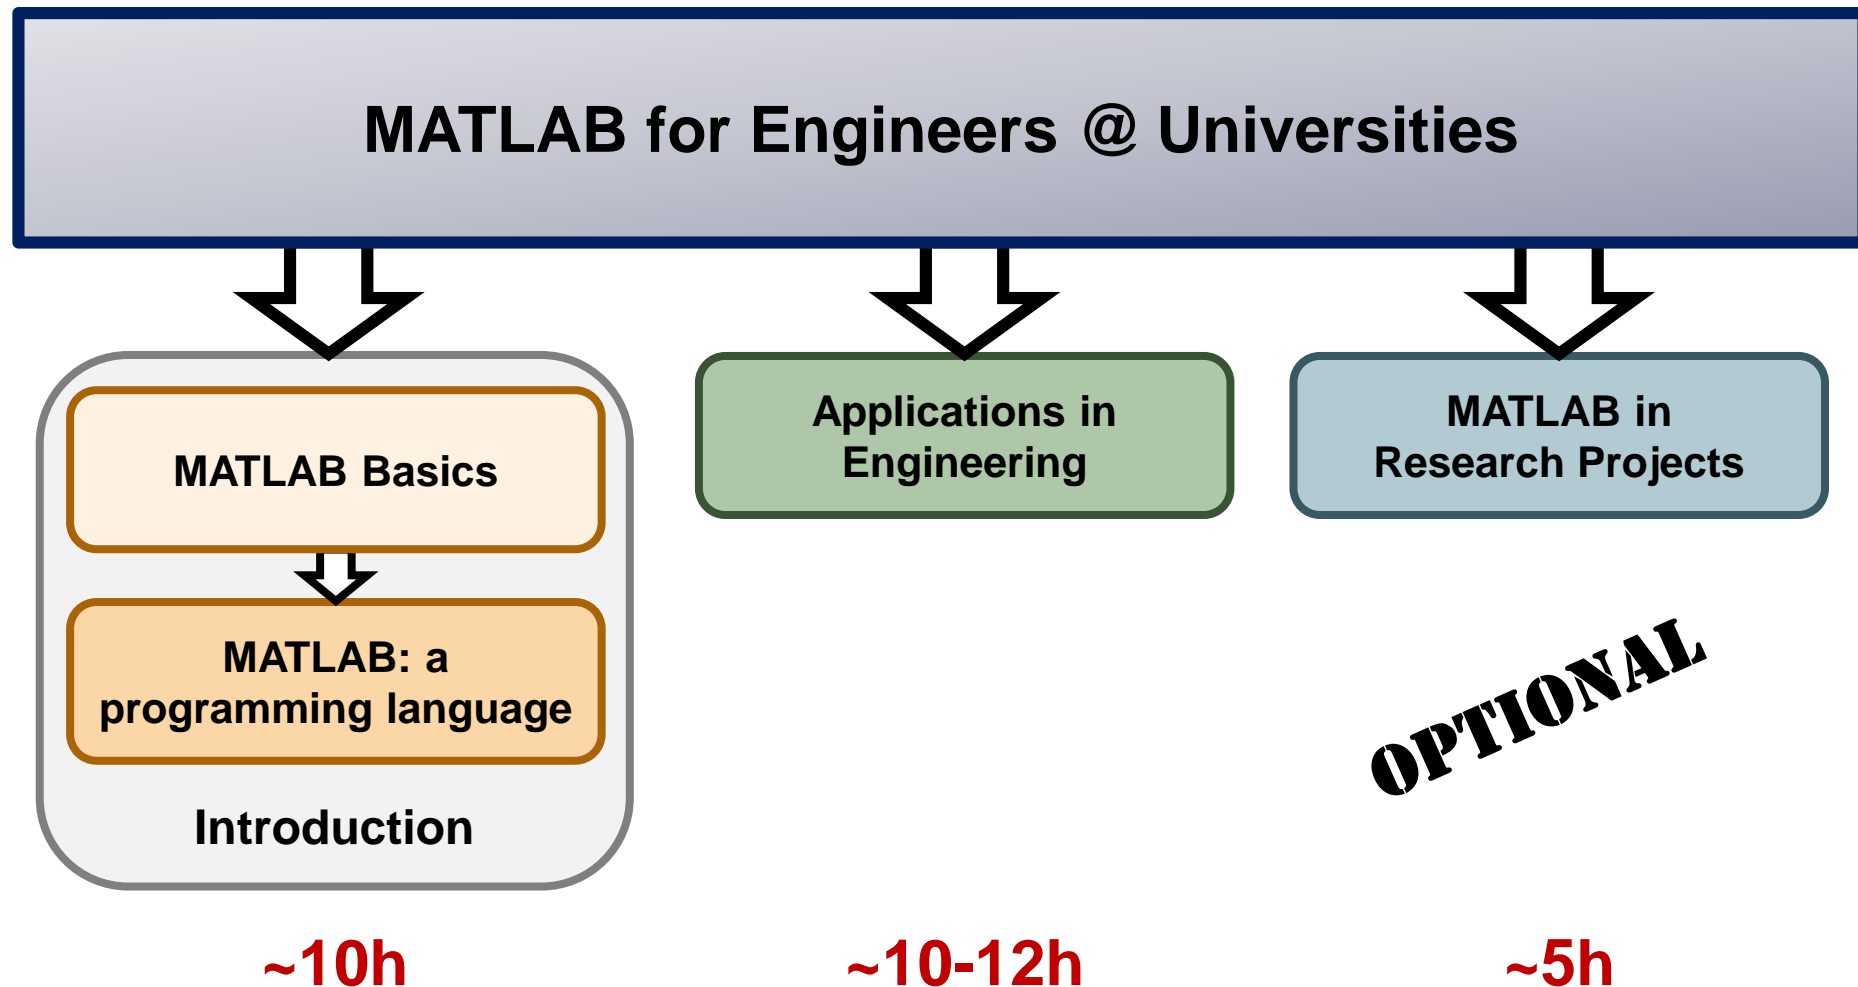 MATLAB for Engineers @ Universities
MATLAB Basics
MATLAB: a
programming language
Introduction
~10h
Applications in
Engineering
~10-12h
MATLAB in
Research Projects
OPTIONAL
~5h